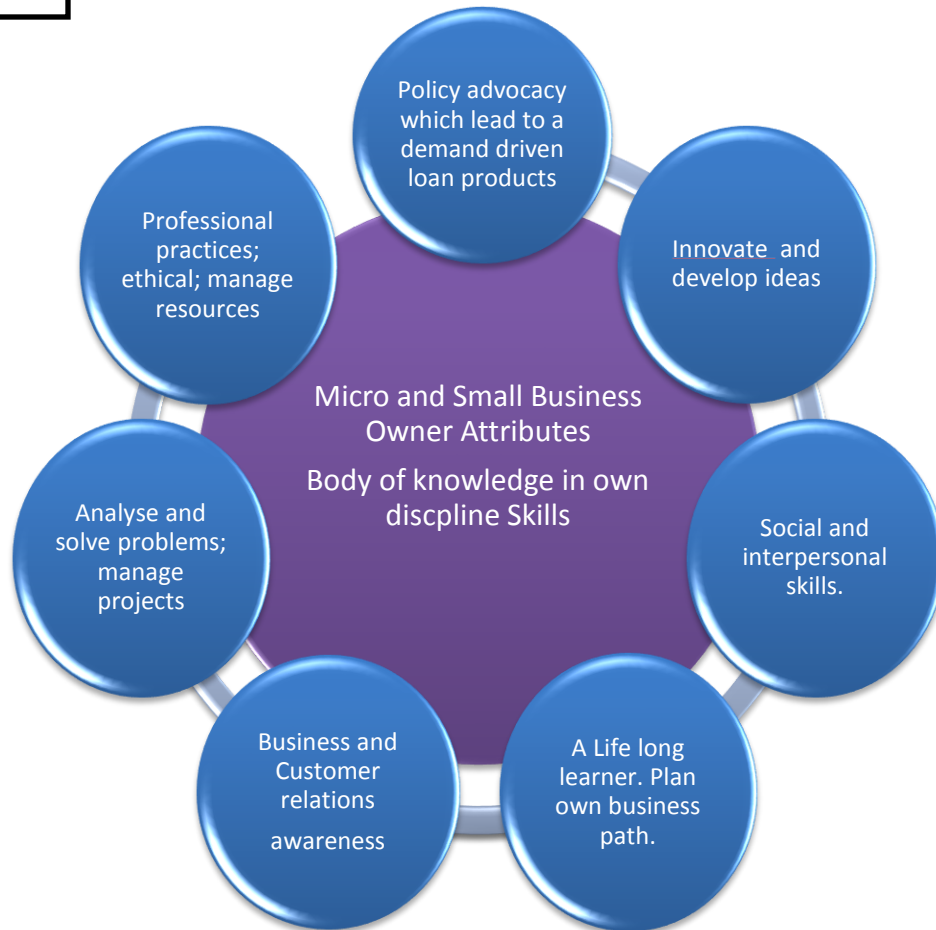 Policy advocacy
which lead to a
demand driven
loan products
Innovate  and
develop ideas
Social and
interpersonal
skills.
A Life long
learner. Plan
own business
path.
Business and
Customer
relations
awareness
Analyse and
solve problems;
manage
projects
Professional
practices;
ethical; manage
resources
Micro and Small Business
Owner Attributes
Body of knowledge in own
discpline Skills